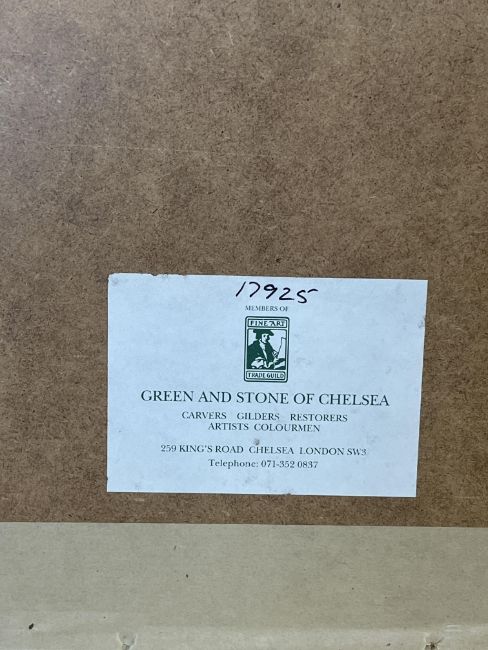 17925
MEMBERS OF
FINE ART
TRADE GUILD
GREEN AND STONE OF CHELSEA
CARVERS GILDERS RESTORERS
ARTISTS COLOURMEN
259 KING'S ROAD CHELSEA LONDON SW3
Telephone: 071-352 0837